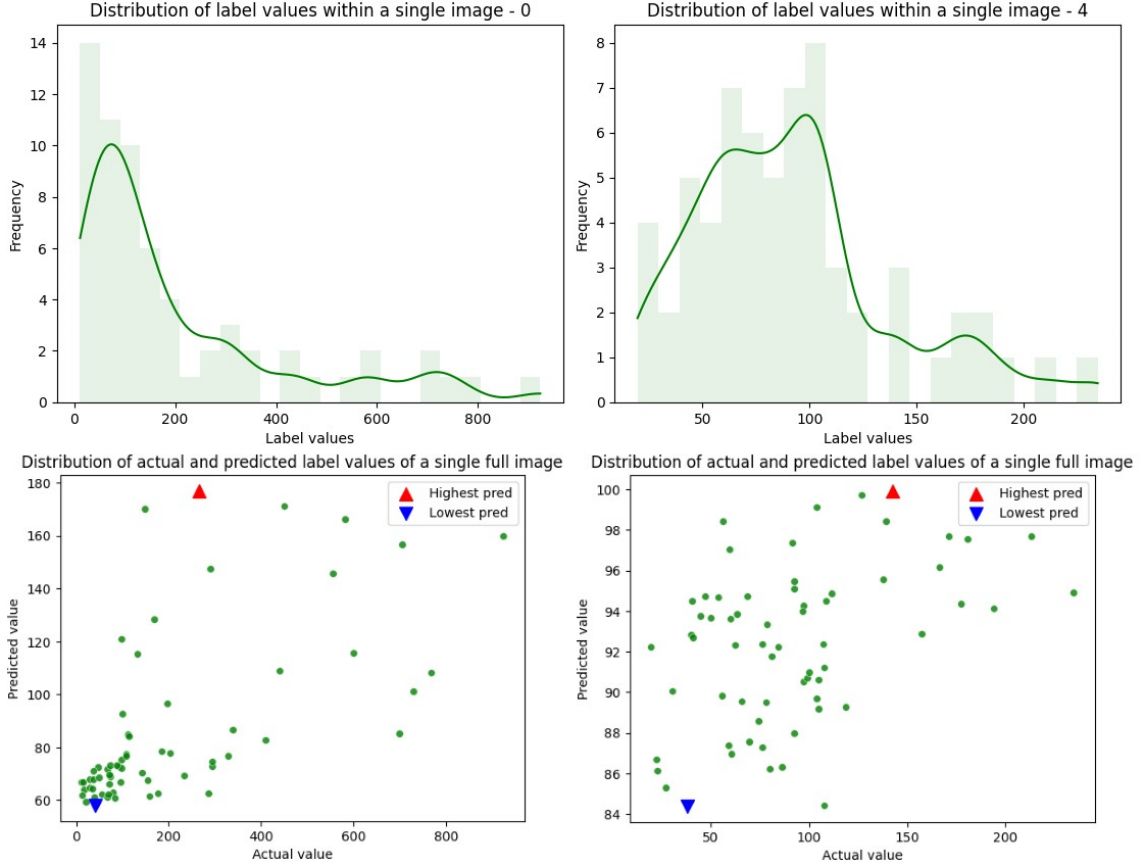 Distribution of label values within a single image - 0
14
12
10
8
6
4
2
0
Frequency
0 200 400 600 800
Label values
Distribution of label values within a single image - 4
8
7
6
5
4
3
2
1
0
Frequency
50 100 150 200
Label values
Distribution of actual and predicted label values of a single full image
180
160
140
120
100
80
60
Predicted value
Highest pred
Lowest pred
0 200 400 600 800
Actual value
Distribution of actual and predicted label values of a single full image
100
98
96
94
92
90
88
86
84
Predicted value
Highest pred
Lowest pred
50 100 150 200
Actual value